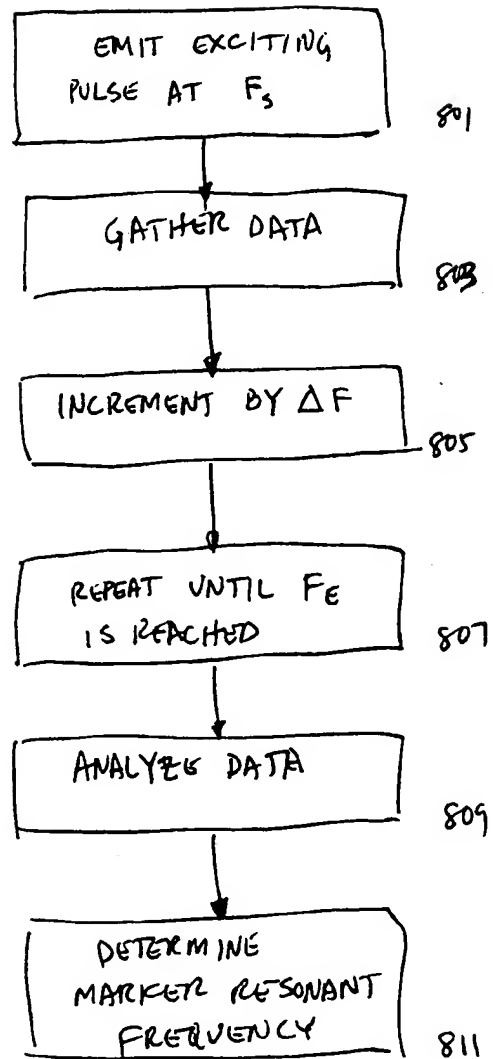 EMIT EXCITING
PULSE AT Fs
801
GATHER DATA
803
INCREMENT BY ΔF
805
REPEAT UNTIL FE
IS REACHED
807
ANALYZE DATA
809
DETERMINE
MARKER RESONANT
FREQUENCY
811